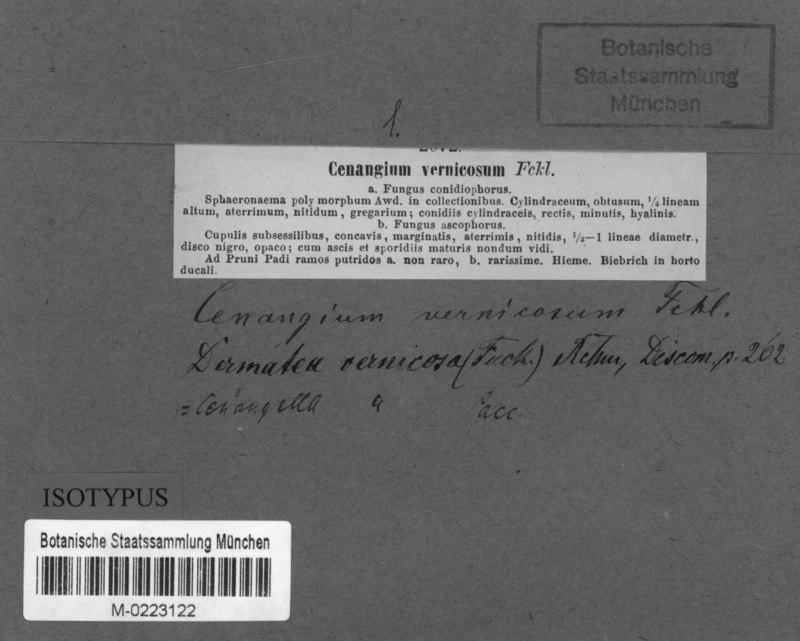 Botanische
Staatssammlung
München
Cenangium vernicosum Fckl.
a. Fungus conidiophorus.
Sphaeronaema polymorphum Awd. in collectionibus. Cylindraceum, obtusum, 1/4 lineam
altum, aterrimum, nitidum, gregarium; conidiis cylindraceis, rectis, minutis, hyalinis.
b. Fungus ascophorus.
Cupulis subsessilibus, concavis, marginatis, aterrimis, nitidis, 1/2—1 lineae diametr.,
disco nigro, opaco; cum ascis et sporidiis maturis nondum vidi.
Ad Pruni Padi ramos putridos a. non raro, b. rarissime. Hieme. Biebrich in horto
ducali.
Cenangium vernicosum Fckl.
Dermatea vernicosa (Fuck.) Rehm, Discom, p. 262
= Cenangella " Sacc.
ISOTYPUS
Botanische Staatssammlung München
M-0223122